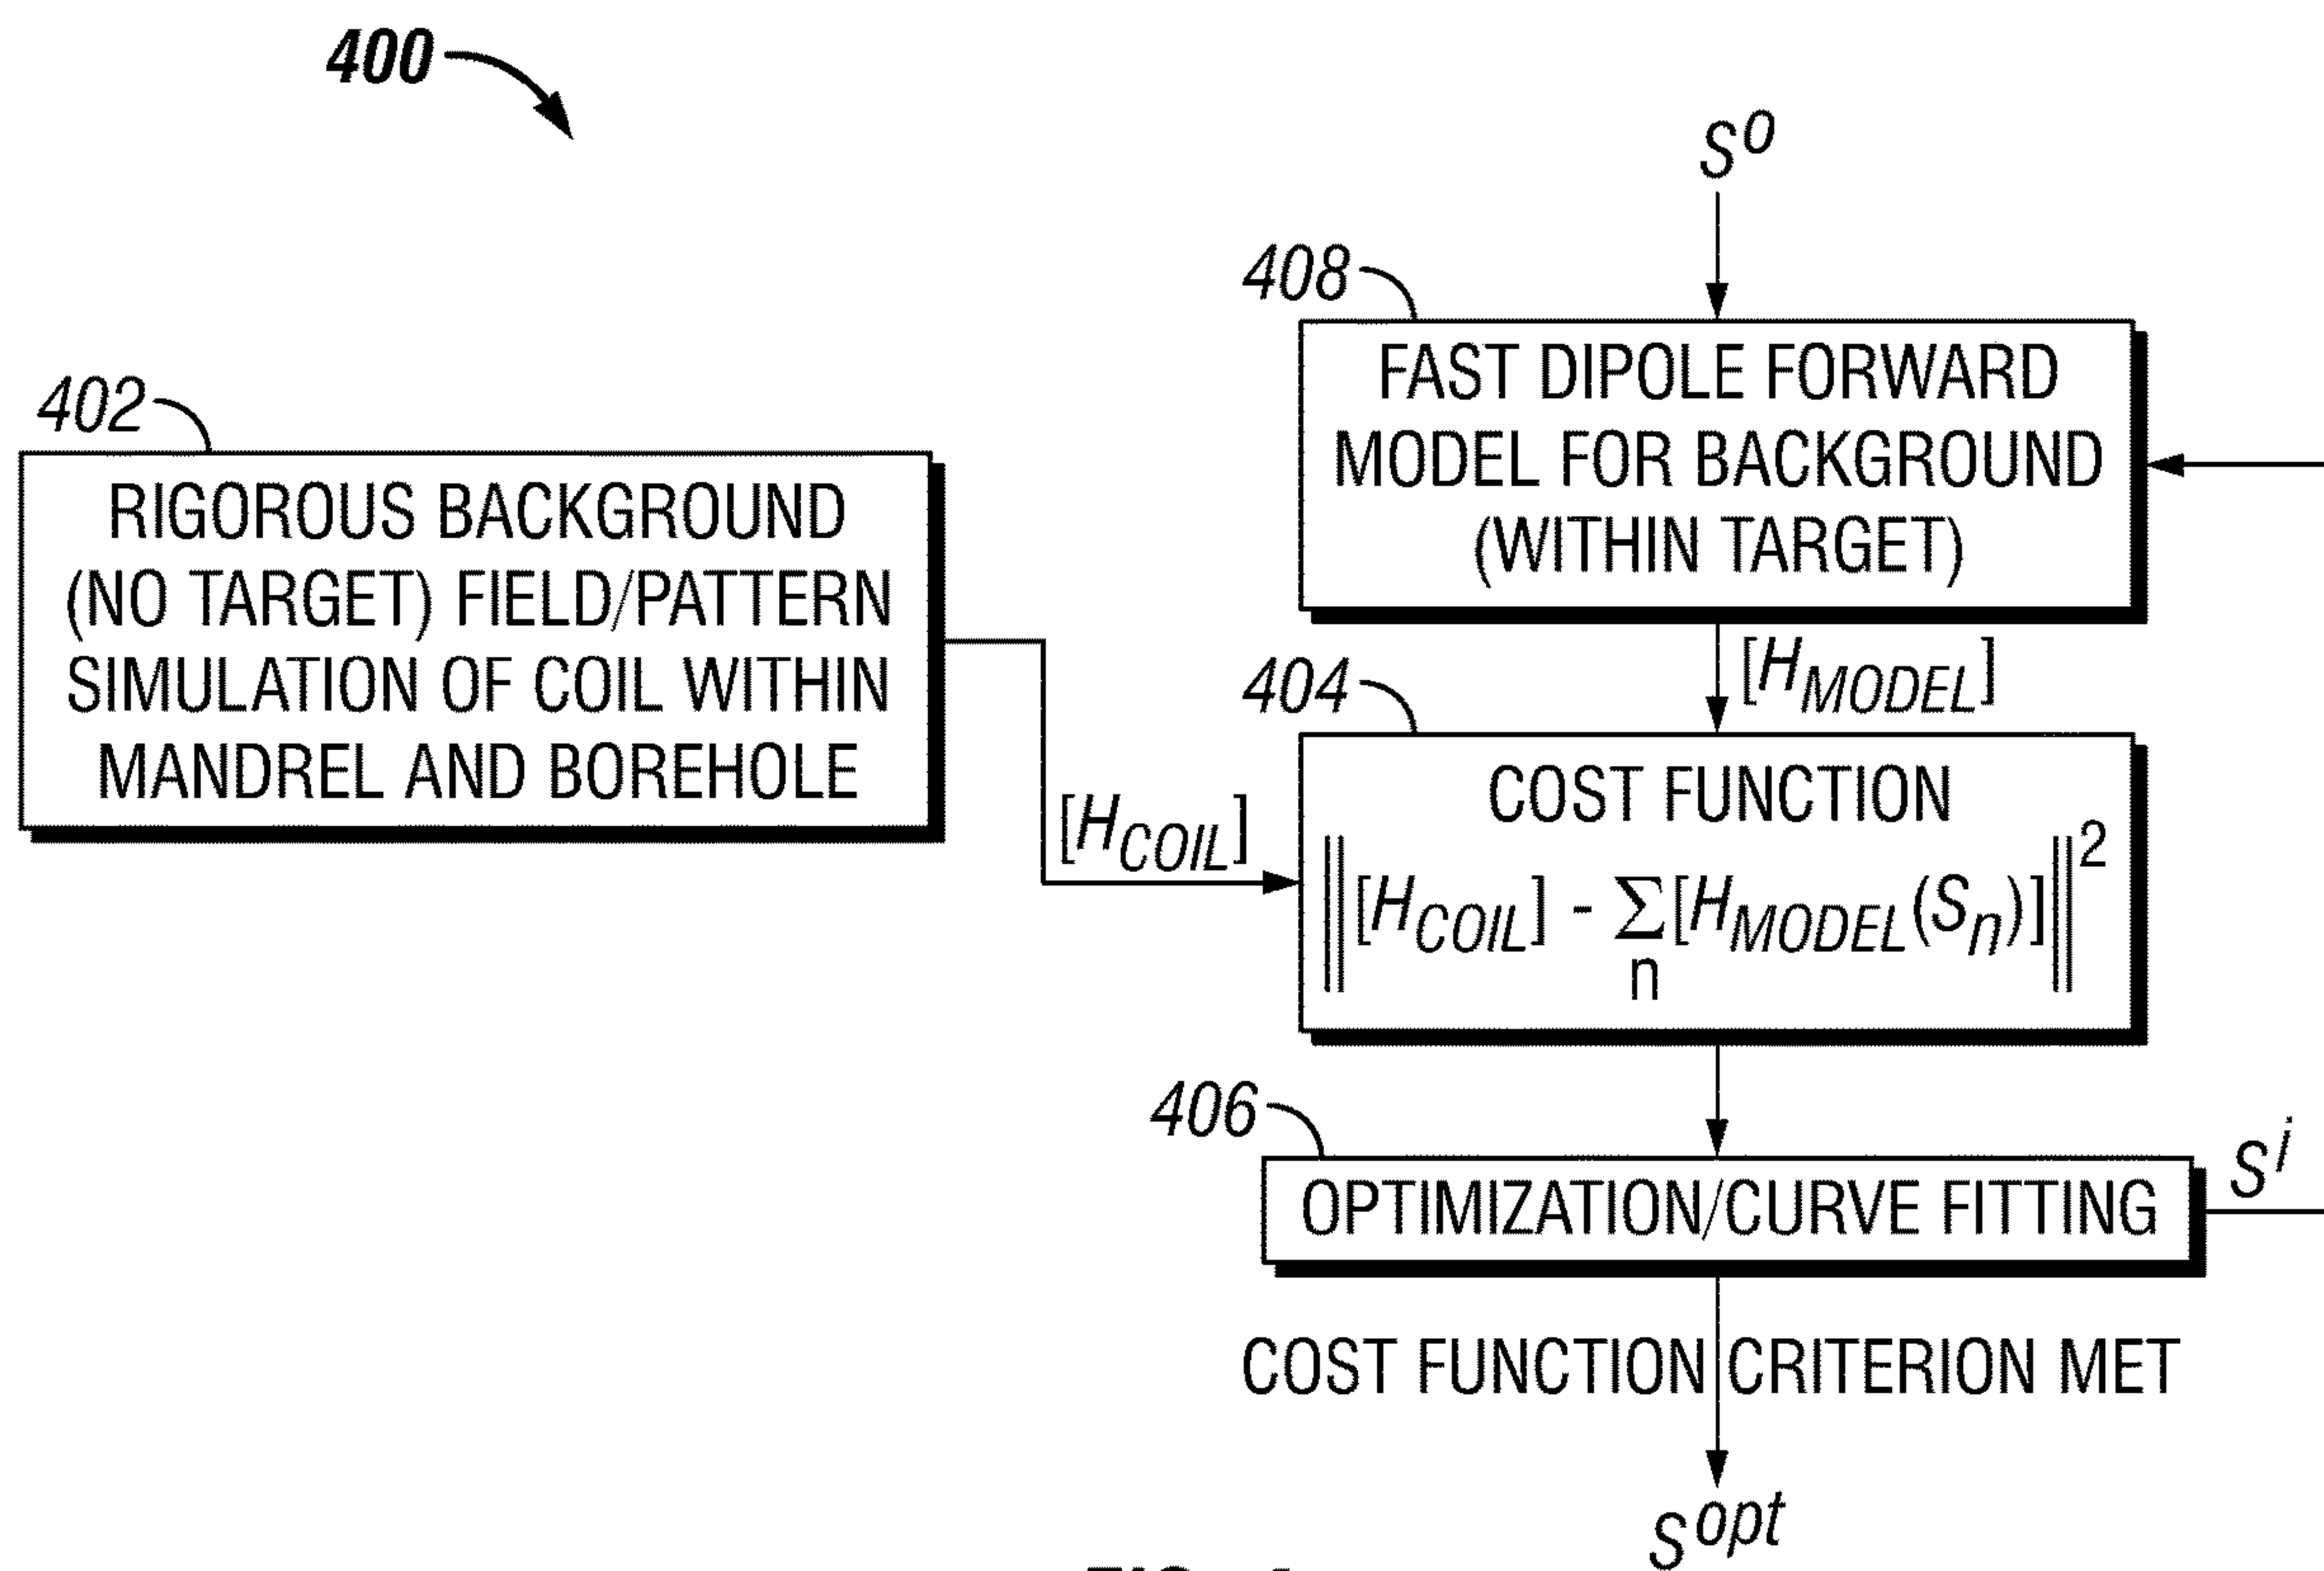 400
S^o
408
FAST DIPOLE FORWARD
MODEL FOR BACKGROUND
(WITHIN TARGET)
402
RIGOROUS BACKGROUND
(NO TARGET) FIELD/PATTERN
SIMULATION OF COIL WITHIN
MANDREL AND BOREHOLE
[H_MODEL]
[H_COIL]
404
COST FUNCTION
||[H_COIL] - Σ_n [H_MODEL(S_n)]||^2
406
OPTIMIZATION/CURVE FITTING
S^i
COST FUNCTION CRITERION MET
S^opt